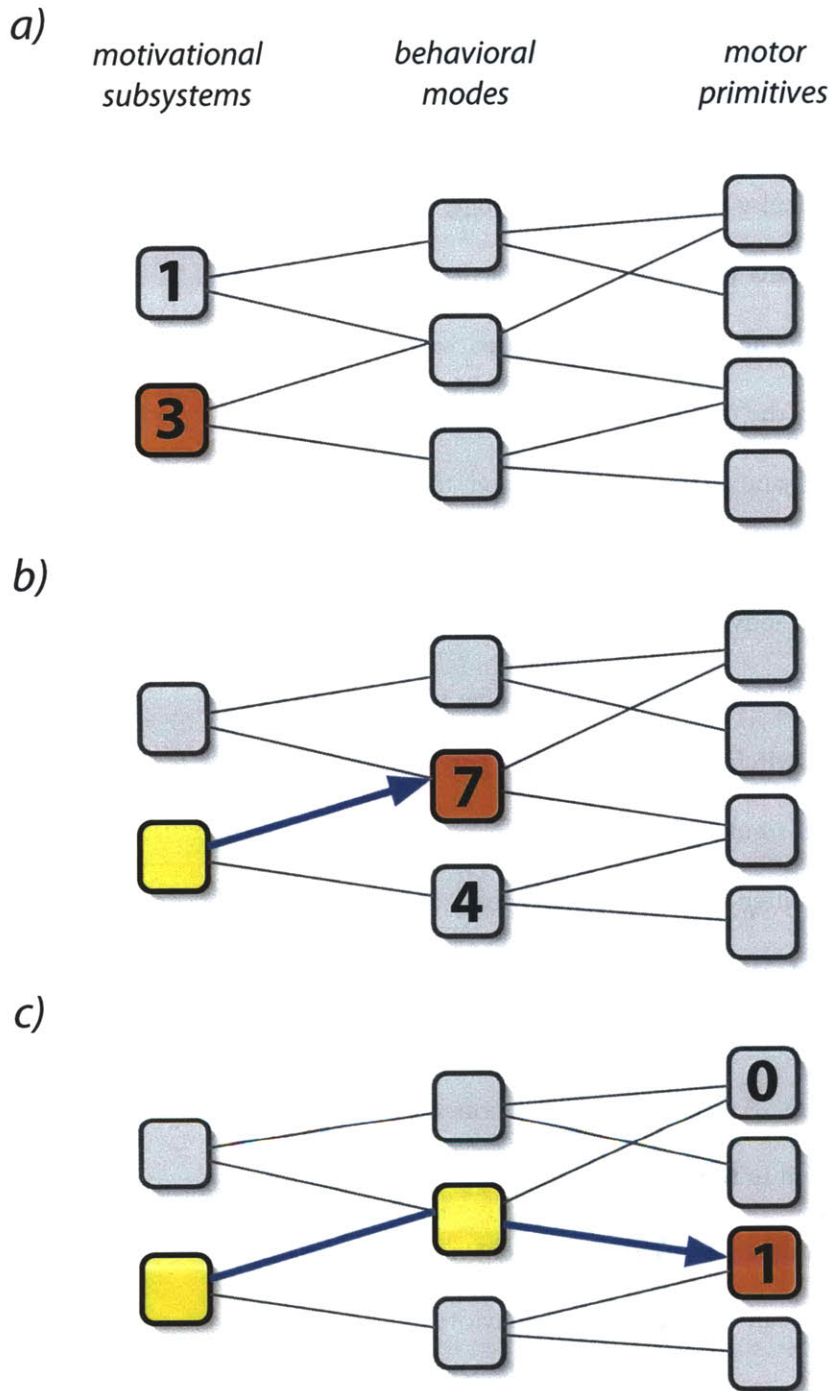 a)
motivational subsystems
behavioral modes
motor primitives
1
3
b)
7
4
c)
0
1